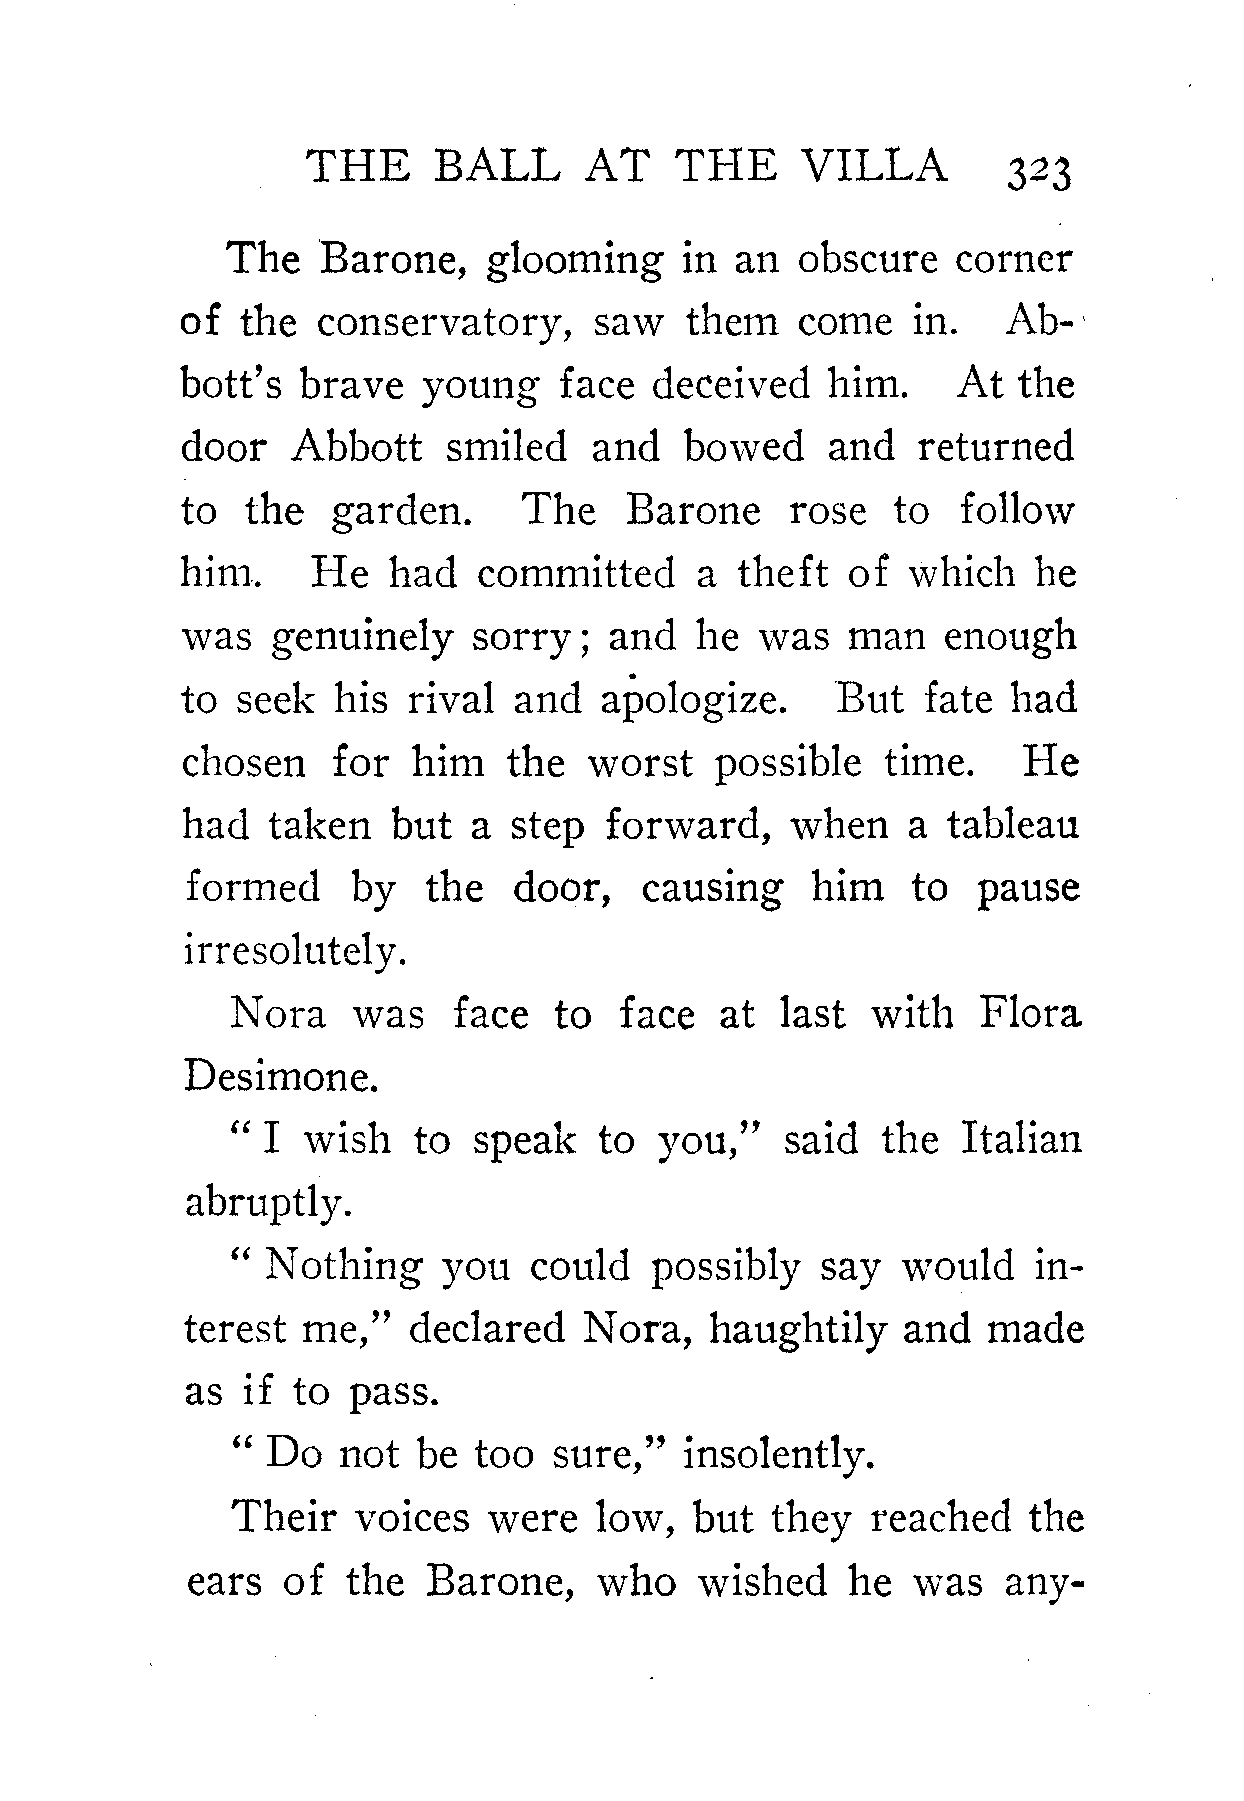 THE BALL AT THE VILLA 323
The Barone, glooming in an obscure corner
of the conservatory, saw them come in. Ab-
bott's brave young face deceived him. At the
door Abbott smiled and bowed and returned
to the garden. The Barone rose to follow
him. He had committed a theft of which he
was genuinely sorry; and he was man enough
to seek his rival and apologize. But fate had
chosen for him the worst possible time. He
had taken but a step forward, when a tableau
formed by the door, causing him to pause
irresolutely.
Nora was face to face at last with Flora
Desimone.
" I wish to speak to you," said the Italian
abruptly.
" Nothing you could possibly say would in-
terest me," declared Nora, haughtily and made
as if to pass.
" Do not be too sure," insolently.
Their voices were low, but they reached the
ears of the Barone, who wished he was any-